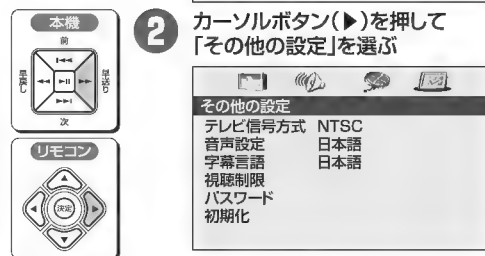 本機
前
早戻し
早送り
次
リモコン
決定
2 カーソルボタン(▶)を押して
「その他の設定」を選ぶ
その他の設定
テレビ信号方式 NTSC
音声設定 日本語
字幕言語 日本語
視聴制限
パスワード
初期化